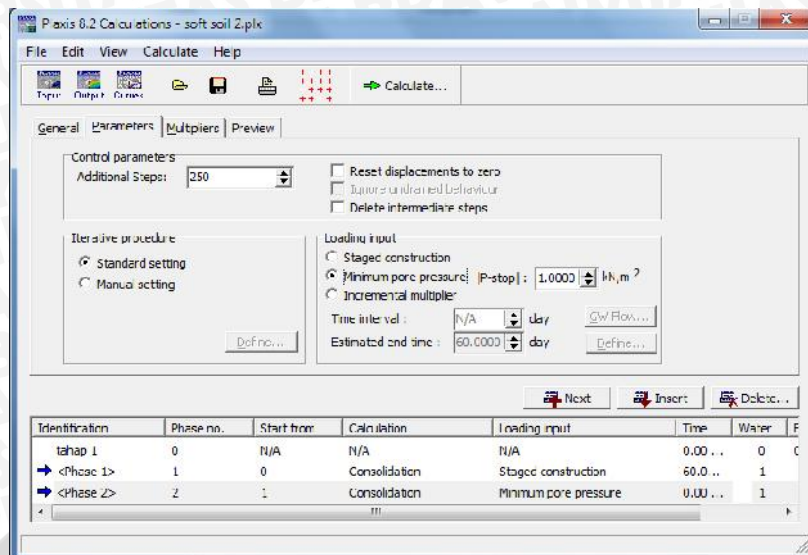 Plaxis 8.2 Calculations - soft soil 2.plx
File Edit View Calculate Help
Input Output Curves Calculate...
General Parameters Multipliers Preview
Control parameters
Additional Steps: 250
Reset displacements to zero
Ignore undrained behaviour
Delete intermediate steps
Iterative procedure
Standard setting
Manual setting
Define...
Loading input
Staged construction
Minimum pore pressure |P-stop| : 1.0000 kN/m 2
Incremental multiplier
Time interval : N/A day GW Flow...
Estimated end time : 60.0000 day Define...
Next Insert Delete...
Identification Phase no. Start from Calculation Loading input Time Water
tahap 1 0 N/A N/A N/A 0.00 ... 0
<Phase 1> 1 0 Consolidation Staged construction 60.0... 1
<Phase 2> 2 1 Consolidation Minimum pore pressure 0.00 ... 1